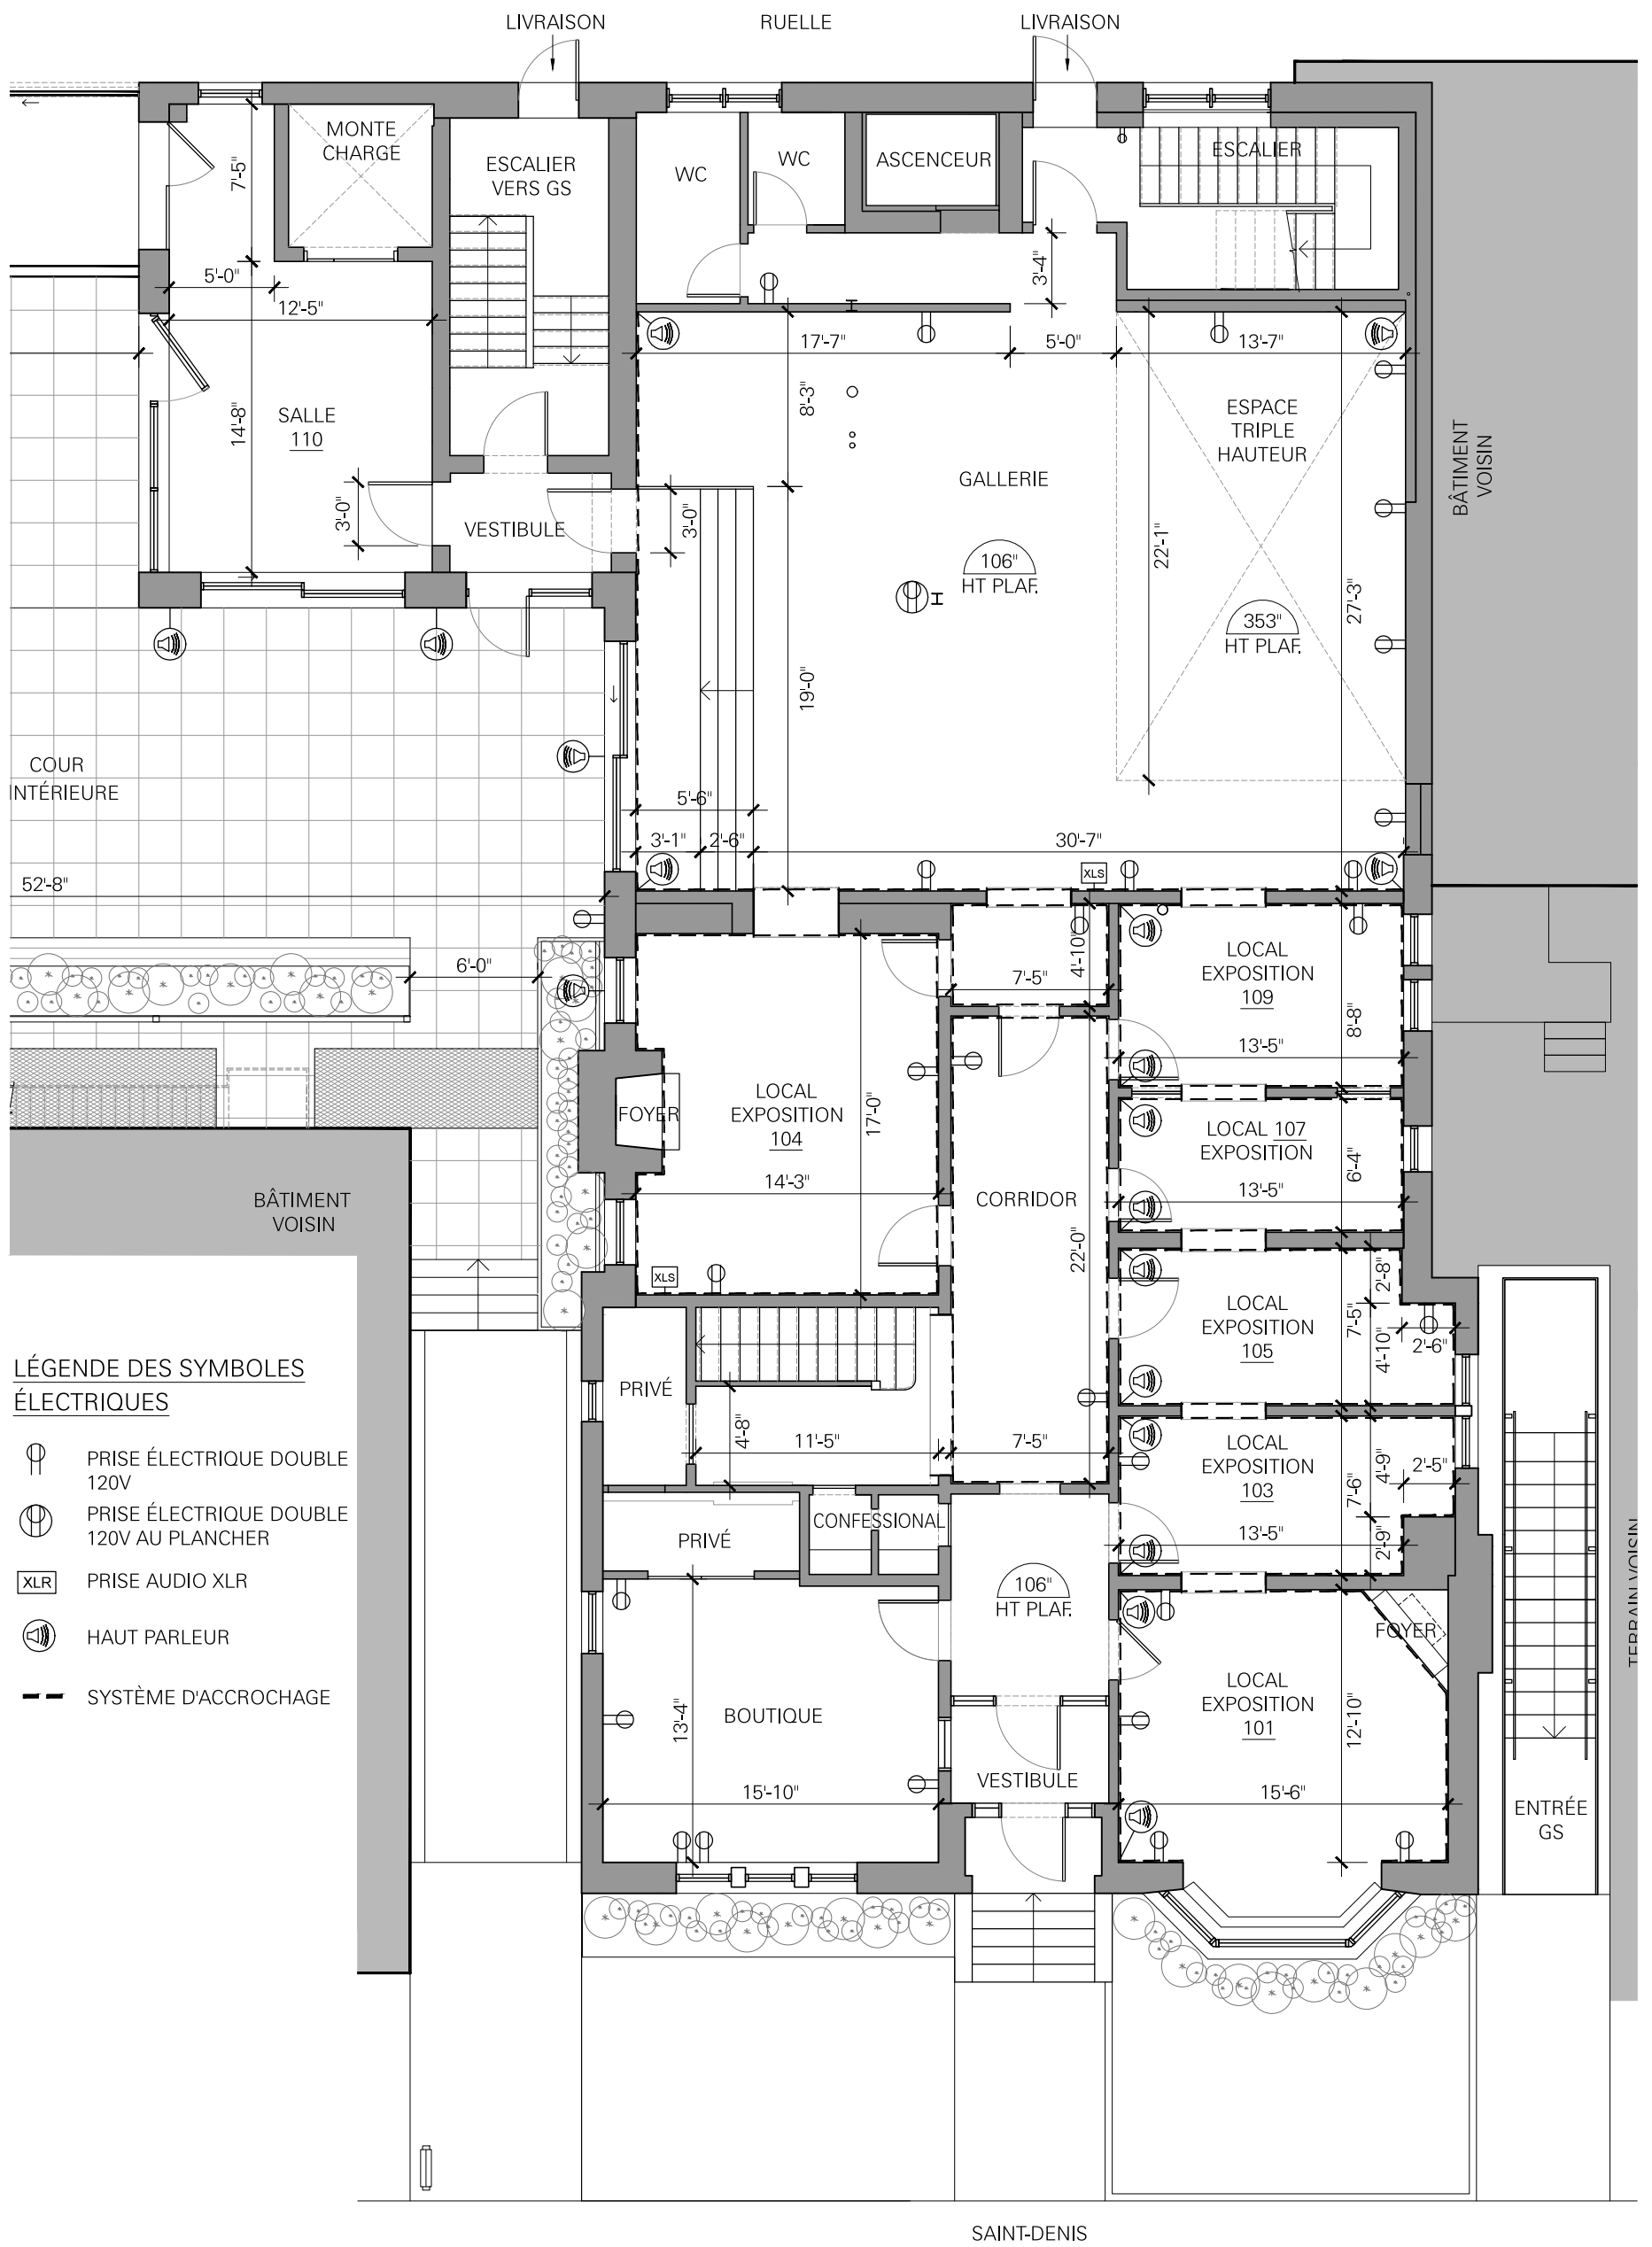 LIVRAISON
RUELLE
LIVRAISON
MONTE
CHARGE
ESCALIER
VERS GS
WC
WC
ASCENCEUR
ESCALIER
7'-5"
5'-0"
12'-5"
3'-4"
17'-7"
5'-0"
13'-7"
SALLE
110
14'-8"
8'-3"
ESPACE
TRIPLE
HAUTEUR
BÂTIMENT
VOISIN
GALLERIE
3'-0"
VESTIBULE
3'-0"
106"
HT PLAF.
22'-1"
27'-3"
353"
HT PLAF.
19'-0"
COUR
INTÉRIEURE
5'-6"
3'-1"
2'-6"
30'-7"
XLS
52'-8"
6'-0"
7'-5"
4'-10"
LOCAL
EXPOSITION
109
8'-8"
13'-5"
FOYER
LOCAL
EXPOSITION
104
17'-0"
14'-3"
CORRIDOR
22'-0"
LOCAL 107
EXPOSITION
6'-4"
13'-5"
BÂTIMENT
VOISIN
XLS
LOCAL
EXPOSITION
105
7'-5"
2'-8"
4'-10"
2'-6"
PRIVÉ
4'-8"
11'-5"
7'-5"
LOCAL
EXPOSITION
103
7'-6"
4'-9"
2'-5"
13'-5"
2'-9"
PRIVÉ
CONFESSIONAL
106"
HT PLAF.
FOYER
LOCAL
EXPOSITION
101
12'-10"
15'-6"
BOUTIQUE
13'-4"
15'-10"
VESTIBULE
ENTRÉE
GS
TERRAIN VOISIN
LÉGENDE DES SYMBOLES
ÉLECTRIQUES
PRISE ÉLECTRIQUE DOUBLE
120V
PRISE ÉLECTRIQUE DOUBLE
120V AU PLANCHER
XLR PRISE AUDIO XLR
HAUT PARLEUR
SYSTÈME D'ACCROCHAGE
SAINT-DENIS